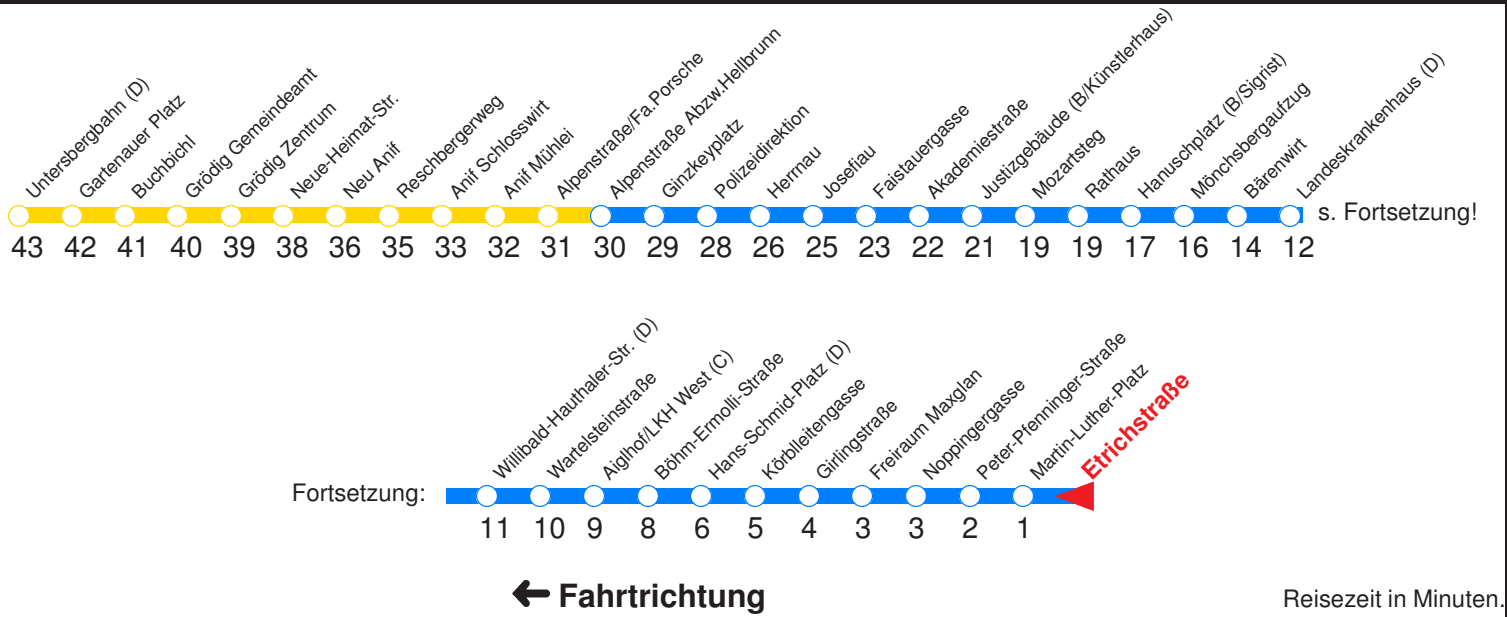 Untersbergbahn (D)
Gartenauer Platz
Buchbichl
Grödig Gemeindeamt
Grödig Zentrum
Neue-Heimat-Str.
Neu Anif
Reschbergerweg
Anif Schlosswirt
Anif Mühlei
Alpenstraße/Fa.Porsche
Alpenstraße Abzw.Hellbrunn
Ginzkeyplatz
Polizeidirektion
Herrnau
Josefiau
Faistauergasse
Akademiestraße
Justizgebäude (B/Künstlerhaus)
Mozartsteg
Rathaus
Hanuschplatz (B/Sigrist)
Mönchsbergaufzug
Bärenwirt
Landeskrankenhaus (D)
s. Fortsetzung!
43 42 41 40 39 38 36 35 33 32 31 30 29 28 26 25 23 22 21 19 19 17 16 14 12
Fortsetzung:
Willibald-Hauthaler-Str. (D)
Wartelsteinstraße
Aiglhof/LKH West (C)
Böhm-Ermolli-Straße
Hans-Schmid-Platz (D)
Körblleitengasse
Girlingstraße
Freiraum Maxglan
Noppingergasse
Peter-Pfenninger-Straße
Martin-Luther-Platz
Etrichstraße
11 10 9 8 6 5 4 3 3 2 1
Fahrtrichtung
Reisezeit in Minuten.